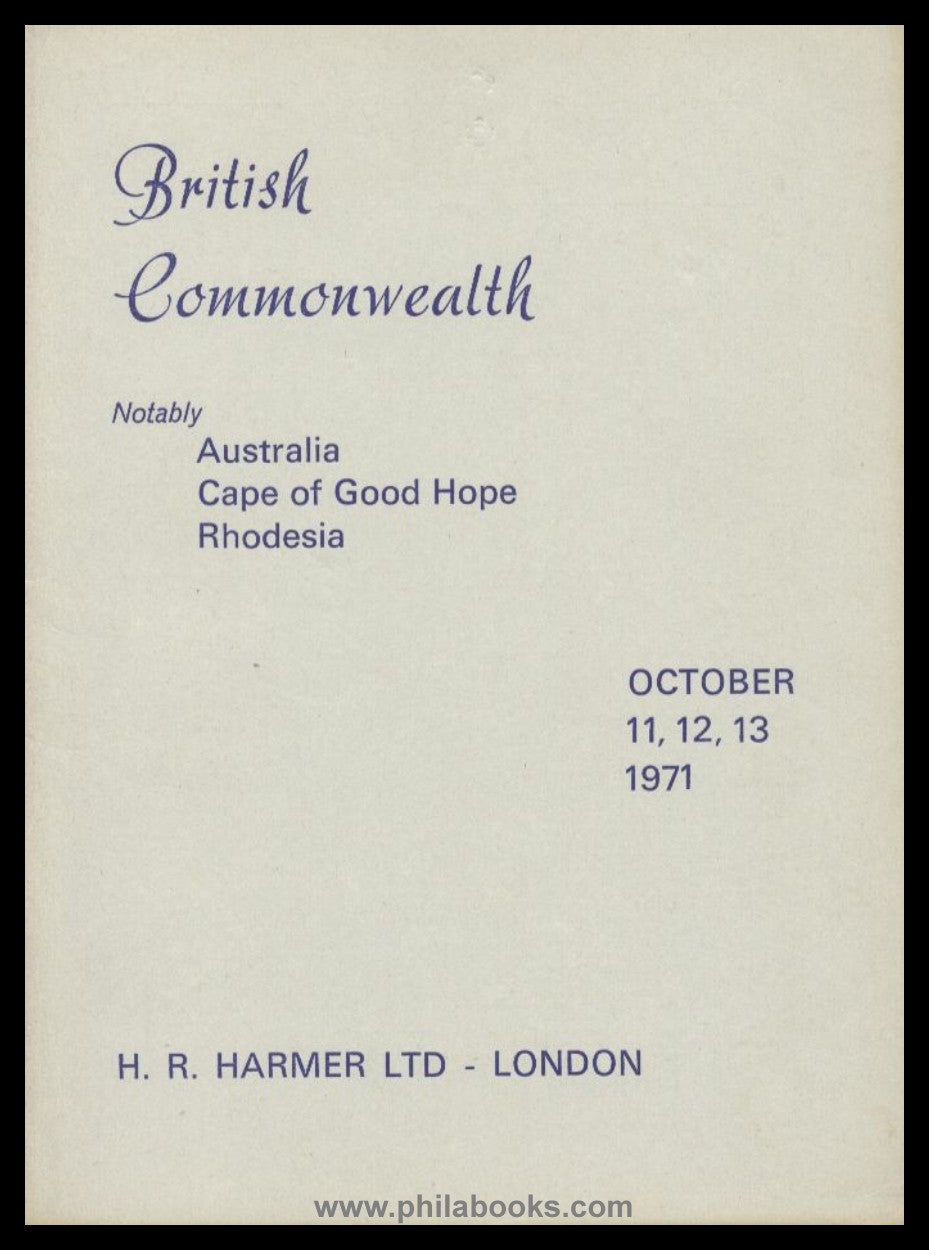 British
Commonwealth
Notably
Australia
Cape of Good Hope
Rhodesia
OCTOBER
11, 12, 13
1971
H. R. HARMER LTD - LONDON
www.philabooks.com